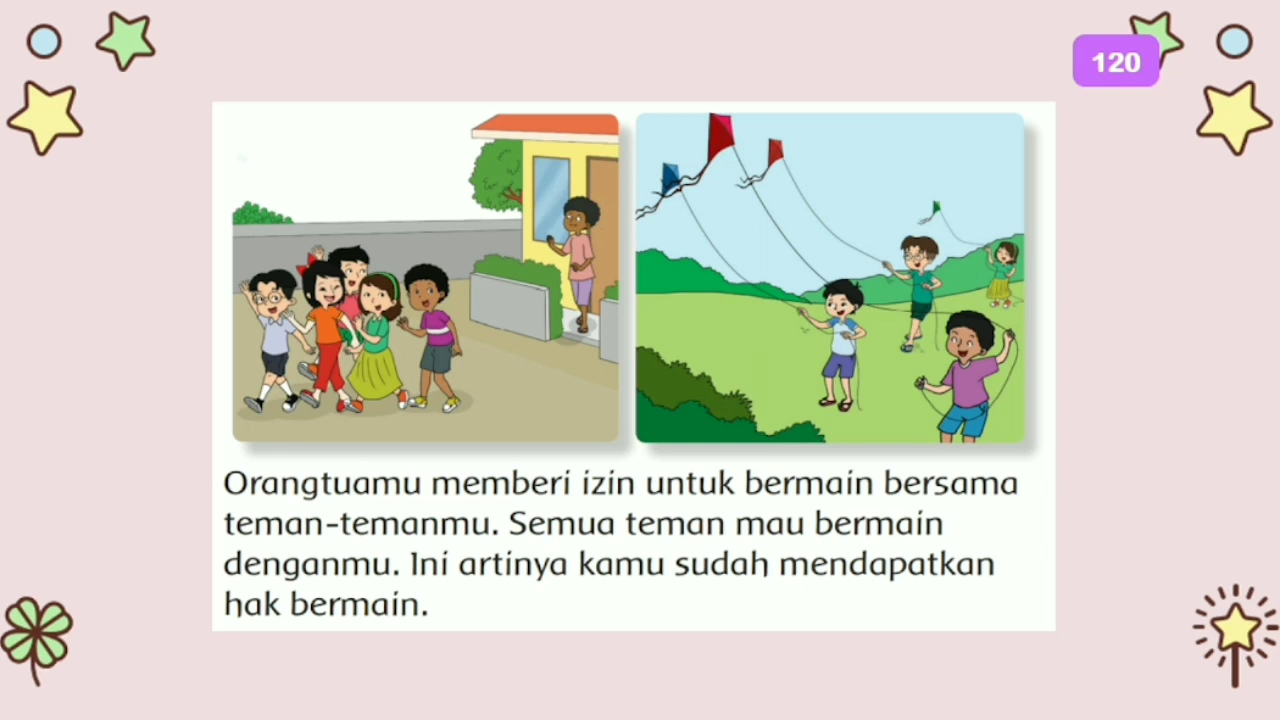 120
Orangtuamu memberi izin untuk bermain bersama
teman-temanmu. Semua teman mau bermain
denganmu. Ini artinya kamu sudah mendapatkan
hak bermain.